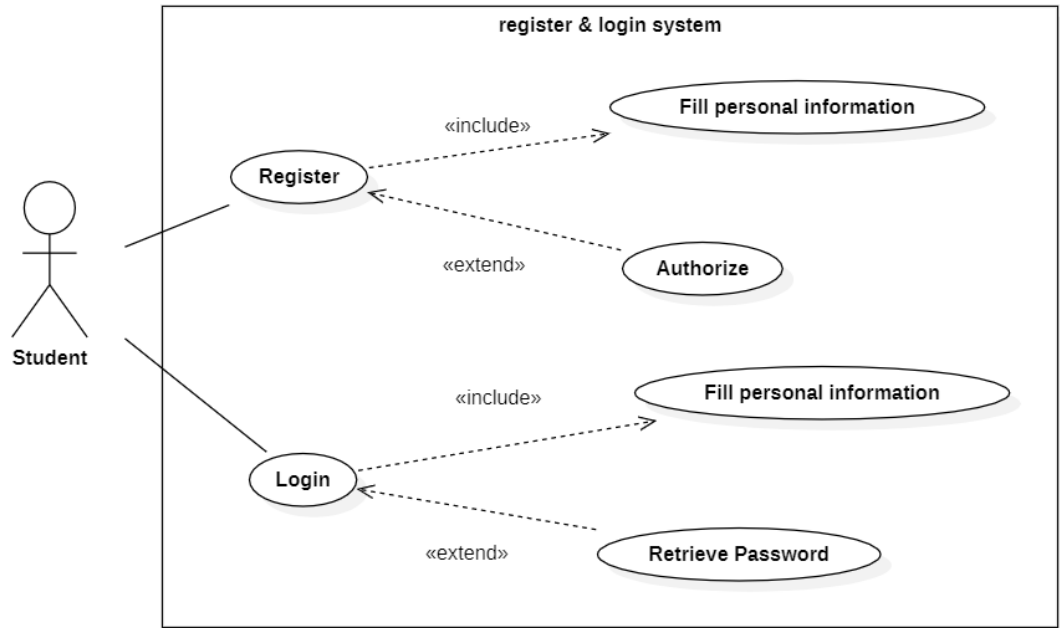 register & login system
Fill personal information
«include»
Register
«extend»
Authorize
Student
Fill personal information
«include»
Login
«extend»
Retrieve Password